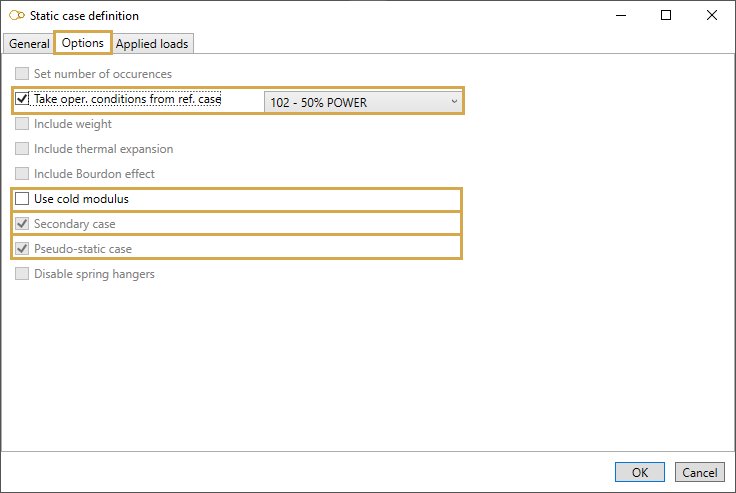 Static case definition
General Options Applied loads
Set number of occurences
Take oper. conditions from ref. case 102 - 50% POWER
Include weight
Include thermal expansion
Include Bourdon effect
Use cold modulus
Secondary case
Pseudo-static case
Disable spring hangers
OK Cancel